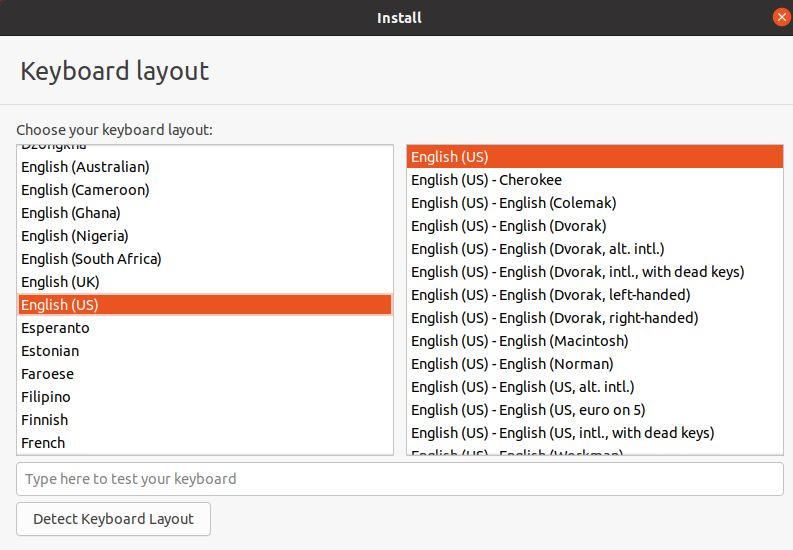 Install
Keyboard layout
Choose your keyboard layout:
Dzongkha
English (Australian)
English (Cameroon)
English (Ghana)
English (Nigeria)
English (South Africa)
English (UK)
English (US)
Esperanto
Estonian
Faroese
Filipino
Finnish
French
English (US)
English (US) - Cherokee
English (US) - English (Colemak)
English (US) - English (Dvorak)
English (US) - English (Dvorak, alt. intl.)
English (US) - English (Dvorak, intl., with dead keys)
English (US) - English (Dvorak, left-handed)
English (US) - English (Dvorak, right-handed)
English (US) - English (Macintosh)
English (US) - English (Norman)
English (US) - English (US, alt. intl.)
English (US) - English (US, euro on 5)
English (US) - English (US, intl., with dead keys)
English (US) - English (Workman)
Type here to test your keyboard
Detect Keyboard Layout